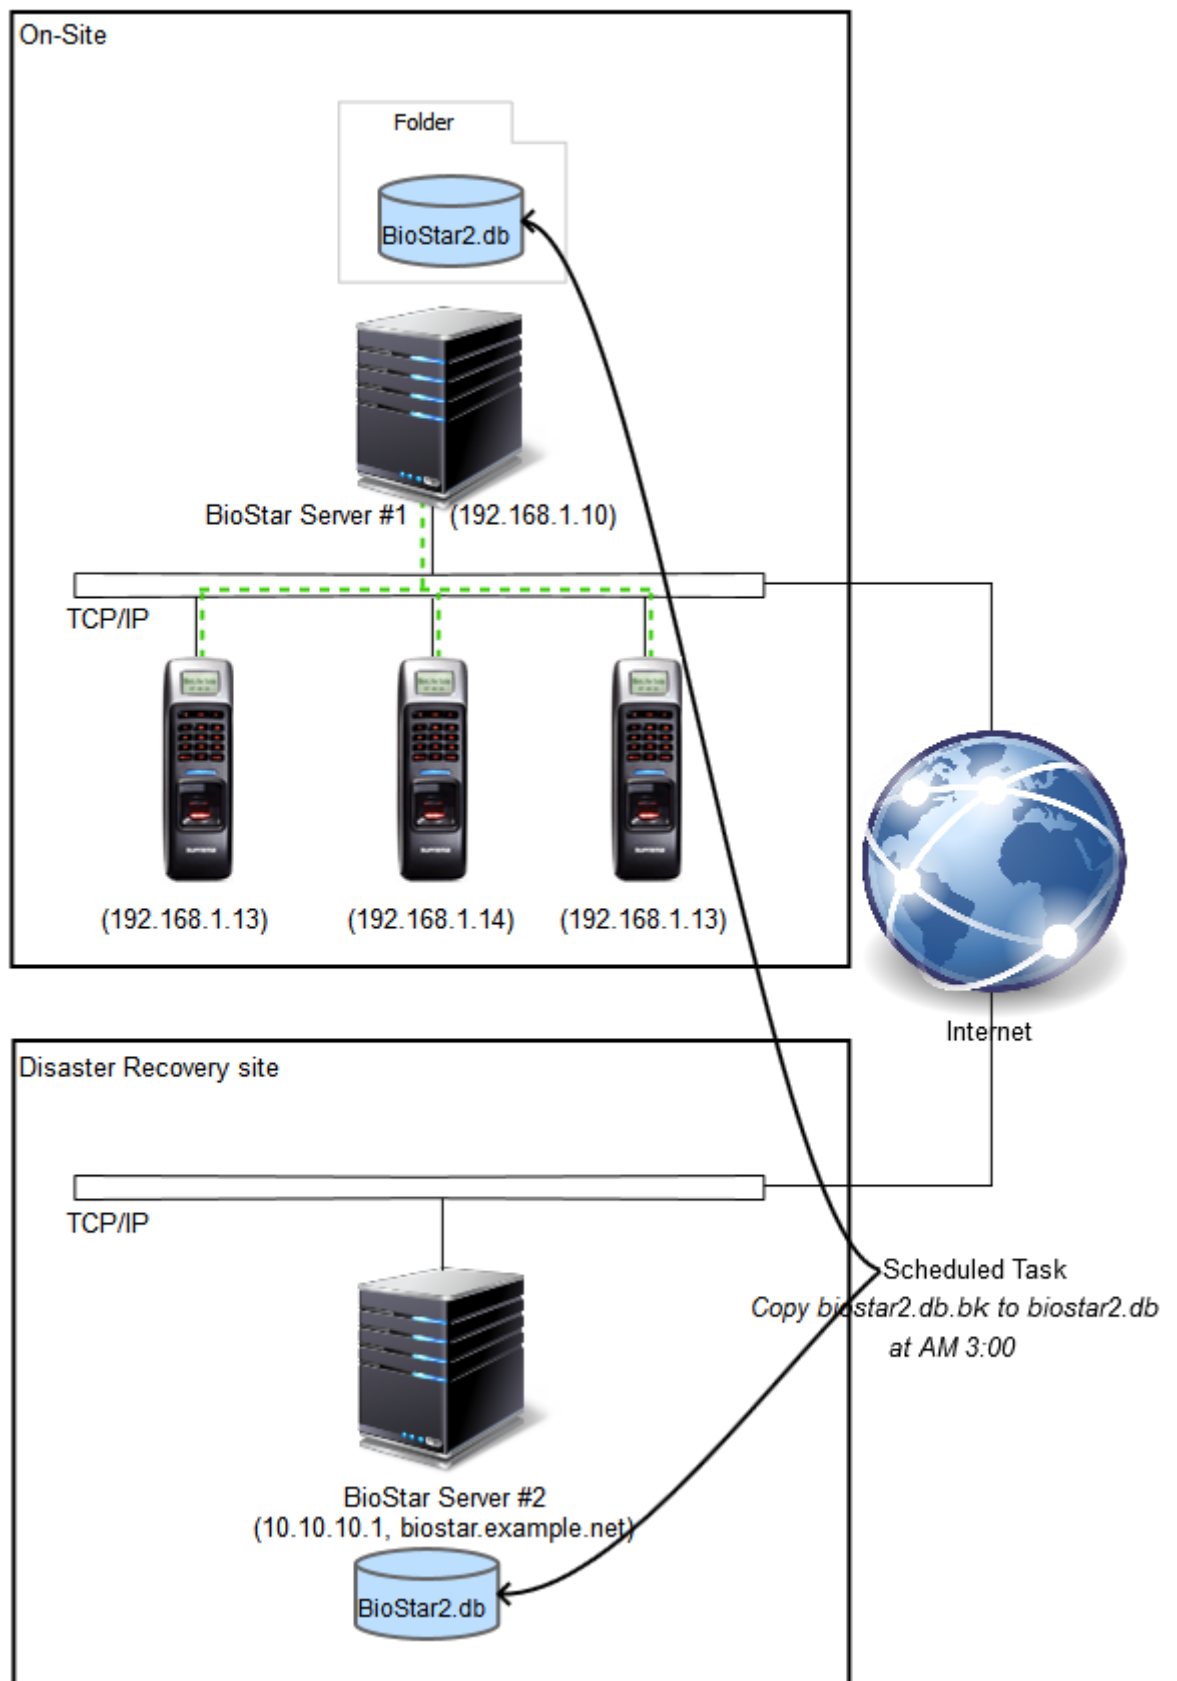 On-Site
Folder
BioStar2.db
BioStar Server #1 (192.168.1.10)
TCP/IP
(192.168.1.13) (192.168.1.14) (192.168.1.13)
Internet
Disaster Recovery site
TCP/IP
Scheduled Task
Copy biostar2.db.bk to biostar2.db
at AM 3:00
BioStar Server #2
(10.10.10.1, biostar.example.net)
BioStar2.db